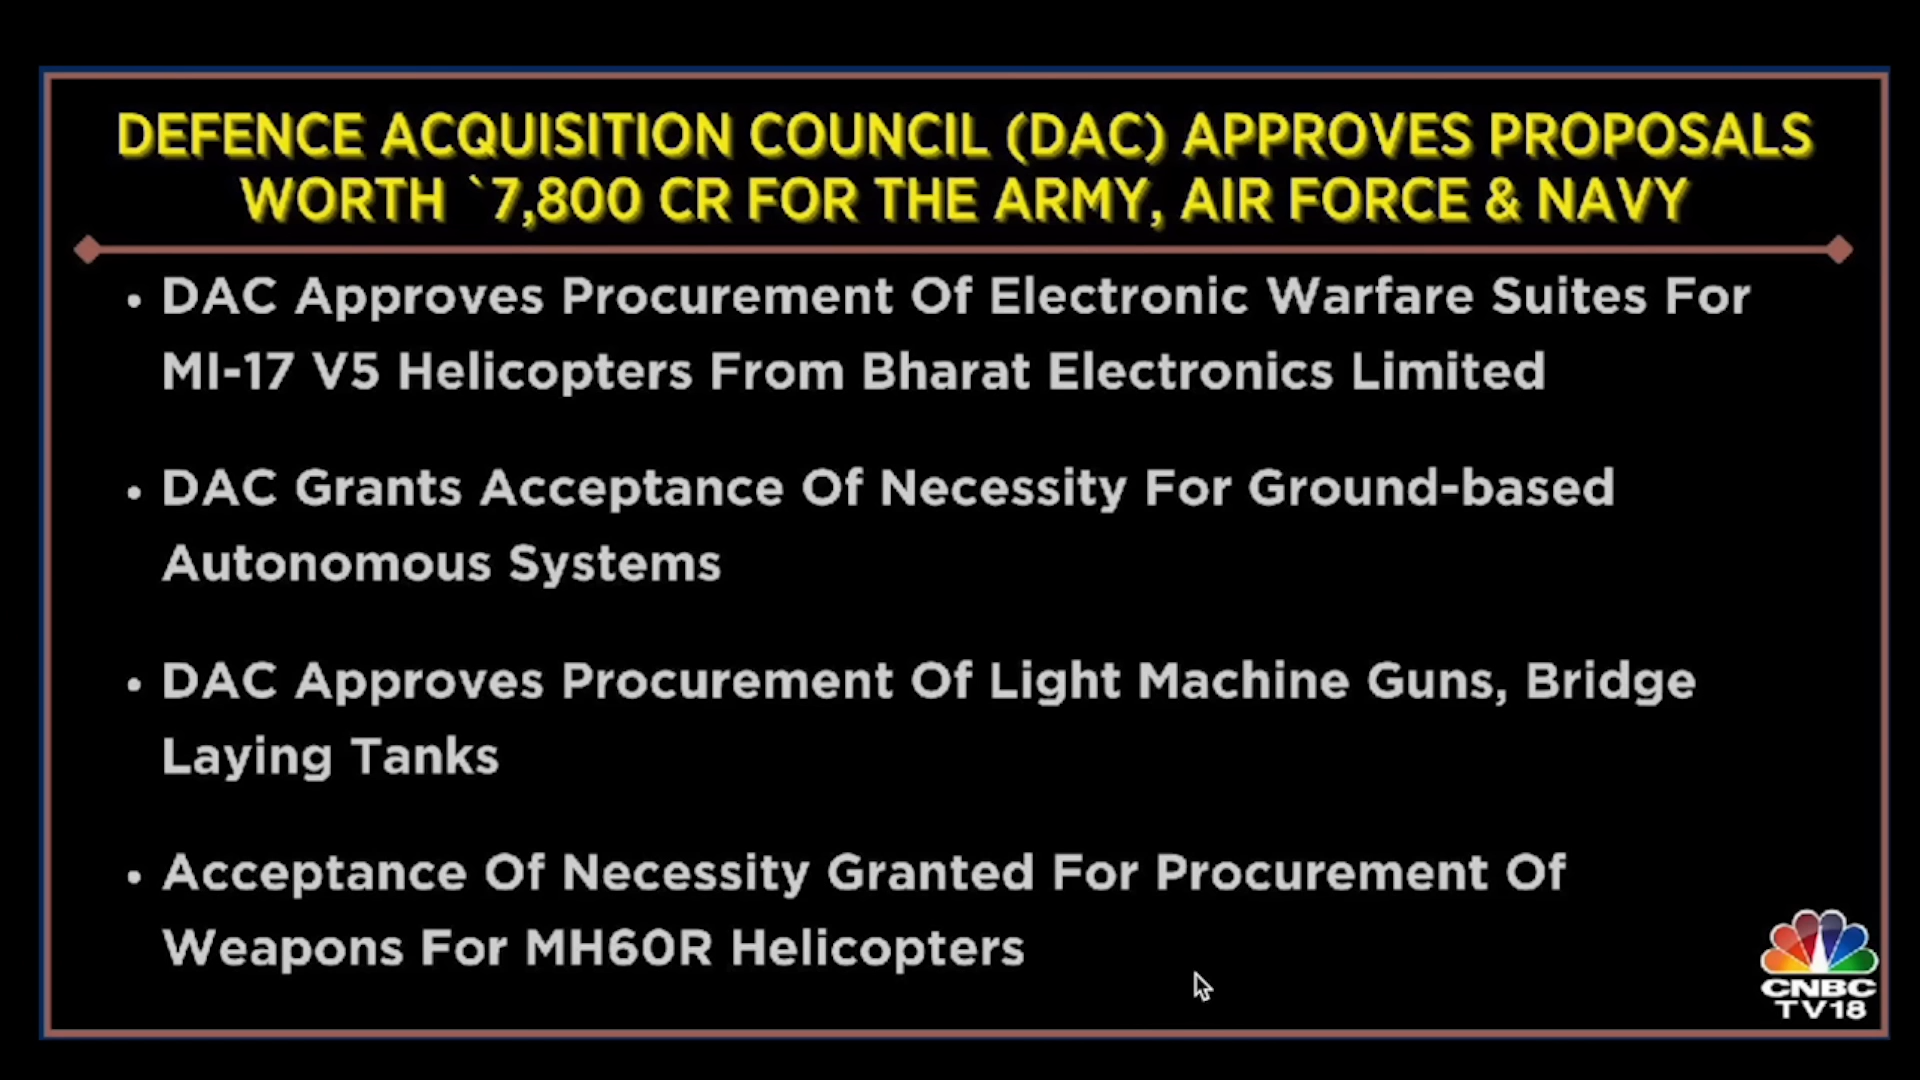 DEFENCE ACQUISITION COUNCIL (DAC) APPROVES PROPOSALS
WORTH `7,800 CR FOR THE ARMY, AIR FORCE & NAVY
• DAC Approves Procurement Of Electronic Warfare Suites For
MI-17 V5 Helicopters From Bharat Electronics Limited
• DAC Grants Acceptance Of Necessity For Ground-based
Autonomous Systems
• DAC Approves Procurement Of Light Machine Guns, Bridge
Laying Tanks
• Acceptance Of Necessity Granted For Procurement Of
Weapons For MH60R Helicopters
CNBC
TV18